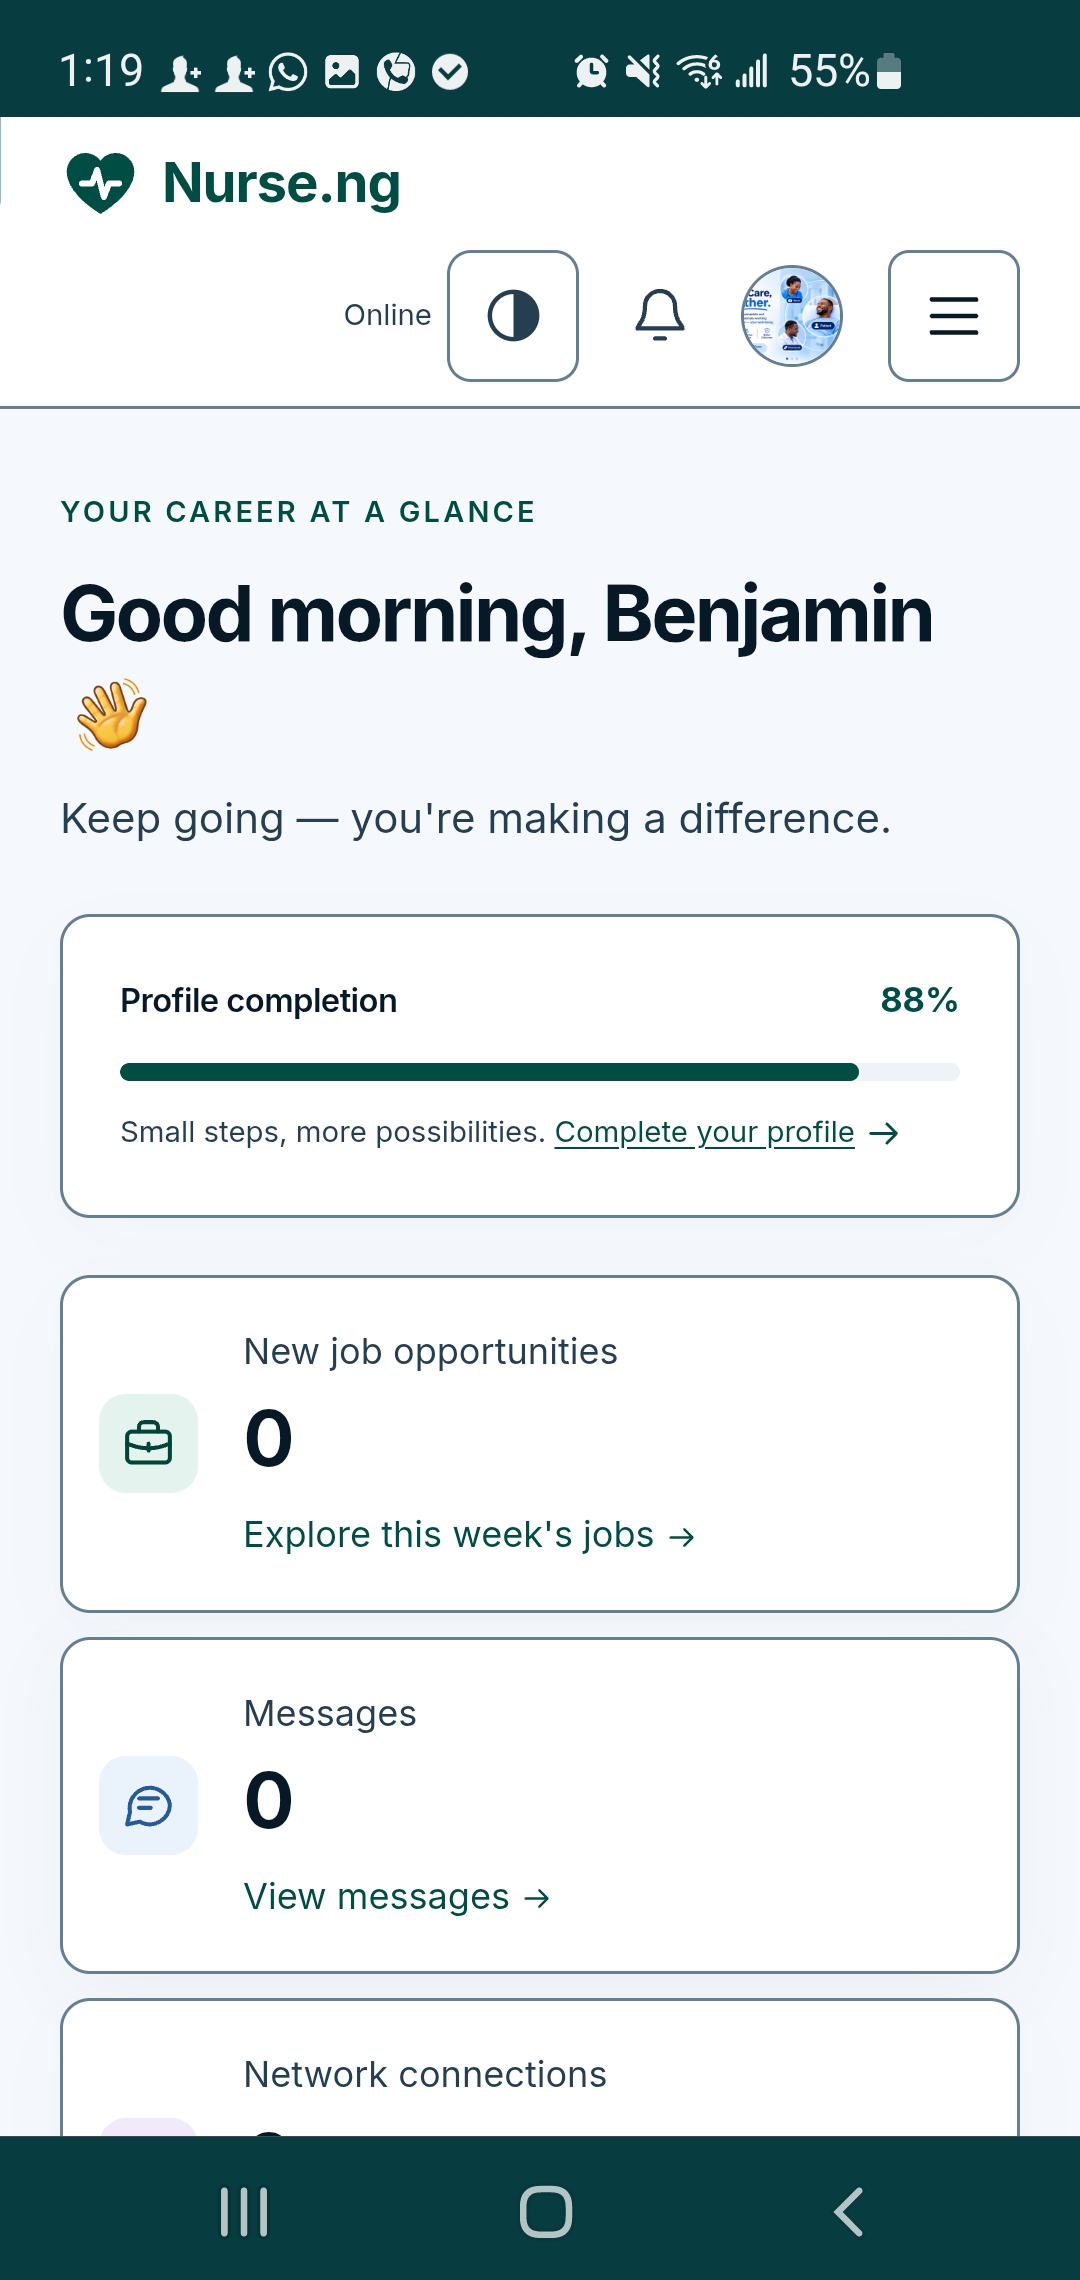 1:19
55%
Nurse.ng
Online
Care,
ther.
YOUR CAREER AT A GLANCE
Good morning, Benjamin
👋
Keep going — you're making a difference.
Profile completion 88%
Small steps, more possibilities. Complete your profile →
New job opportunities
0
Explore this week's jobs →
Messages
0
View messages →
Network connections